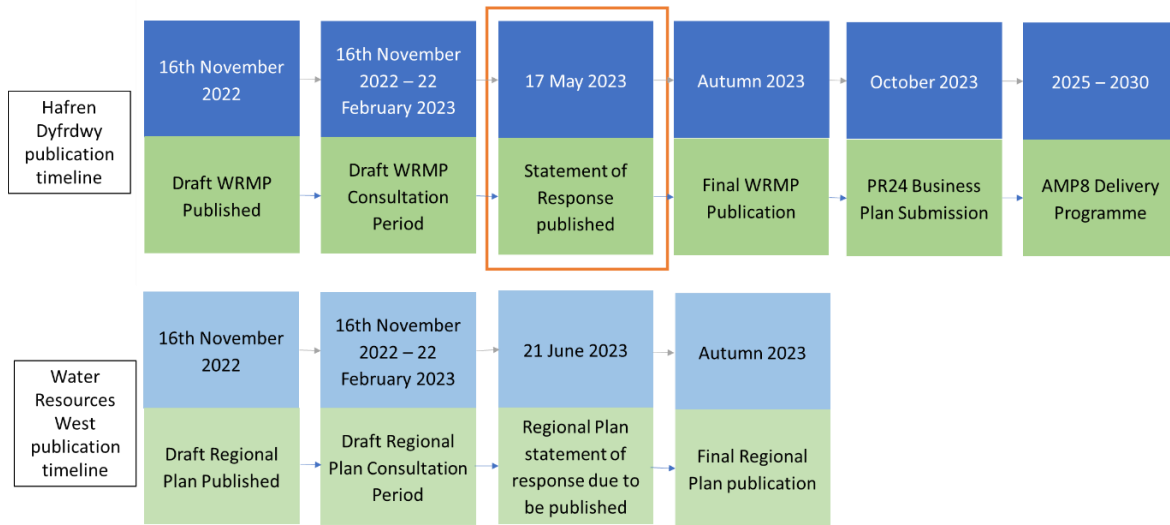 Hafren
Dyfrdwy
publication
timeline
16th November
2022
16th November
2022 – 22
February 2023
17 May 2023
Autumn 2023
October 2023
2025 – 2030
Draft WRMP
Published
Draft WRMP
Consultation
Period
Statement of
Response
published
Final WRMP
Publication
PR24 Business
Plan Submission
AMP8 Delivery
Programme
Water
Resources
West
publication
timeline
16th November
2022
16th November
2022 – 22
February 2023
21 June 2023
Autumn 2023
Draft Regional
Plan Published
Draft Regional
Plan Consultation
Period
Regional Plan
statement of
response due to
be published
Final Regional
Plan publication